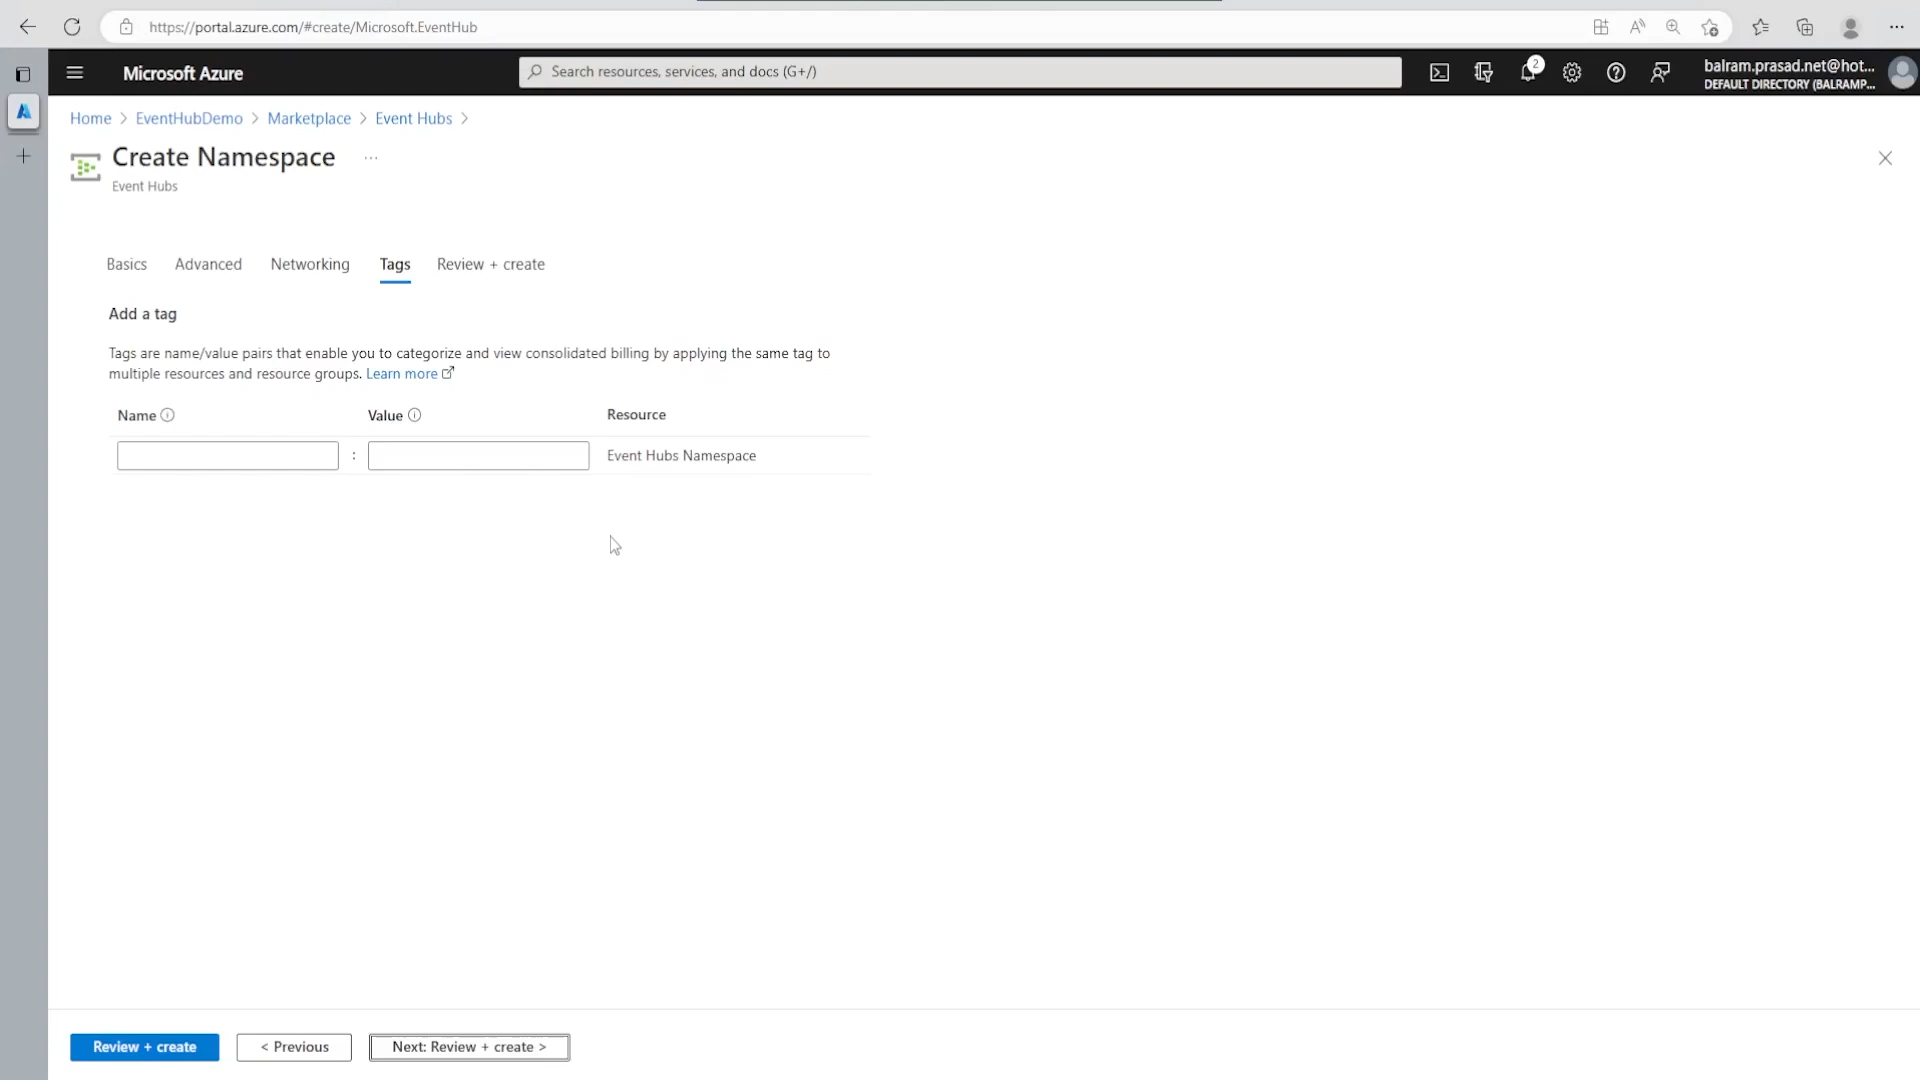 https://portal.azure.com/#create/Microsoft.EventHub
Microsoft Azure
Search resources, services, and docs (G+/)
2
balram.prasad.net@hot...
DEFAULT DIRECTORY (BALRAMP...
Home > EventHubDemo > Marketplace > Event Hubs >
Create Namespace ...
Event Hubs
Basics Advanced Networking Tags Review + create
Add a tag
Tags are name/value pairs that enable you to categorize and view consolidated billing by applying the same tag to
multiple resources and resource groups. Learn more
Name Value Resource
: Event Hubs Namespace
Review + create < Previous Next: Review + create >